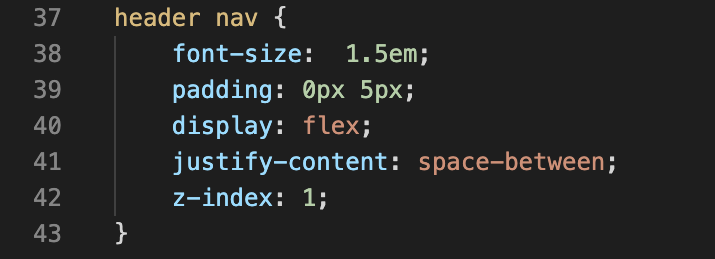 37 header nav {
38 font-size:  1.5em;
39 padding: 0px 5px;
40 display: flex;
41 justify-content: space-between;
42 z-index: 1;
43 }